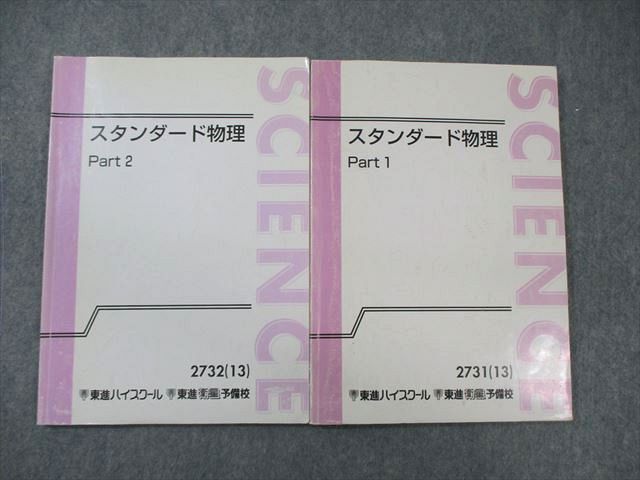 スタンダード物理
Part 2
SCIENCE
2732(13)
東進ハイスクール 東進衛星予備校
スタンダード物理
Part 1
SCIENCE
2731(13)
東進ハイスクール 東進衛星予備校